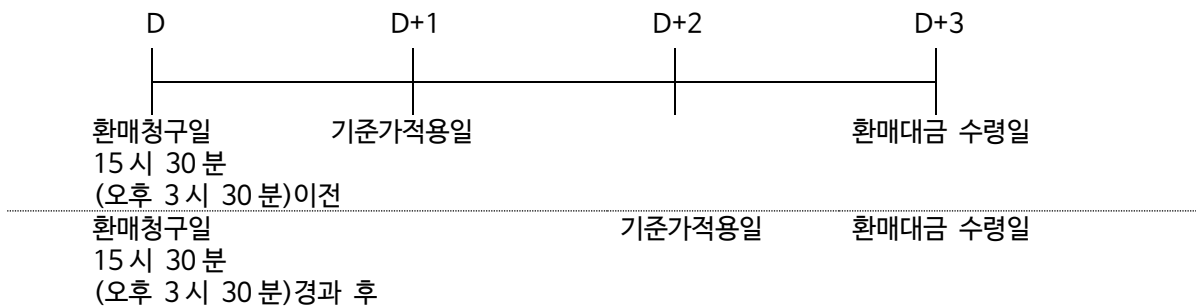 D D+1 D+2 D+3
환매청구일 기준가적용일 환매대금 수령일
15 시 30 분
(오후 3 시 30 분)이전
환매청구일 기준가적용일 환매대금 수령일
15 시 30 분
(오후 3 시 30 분)경과 후